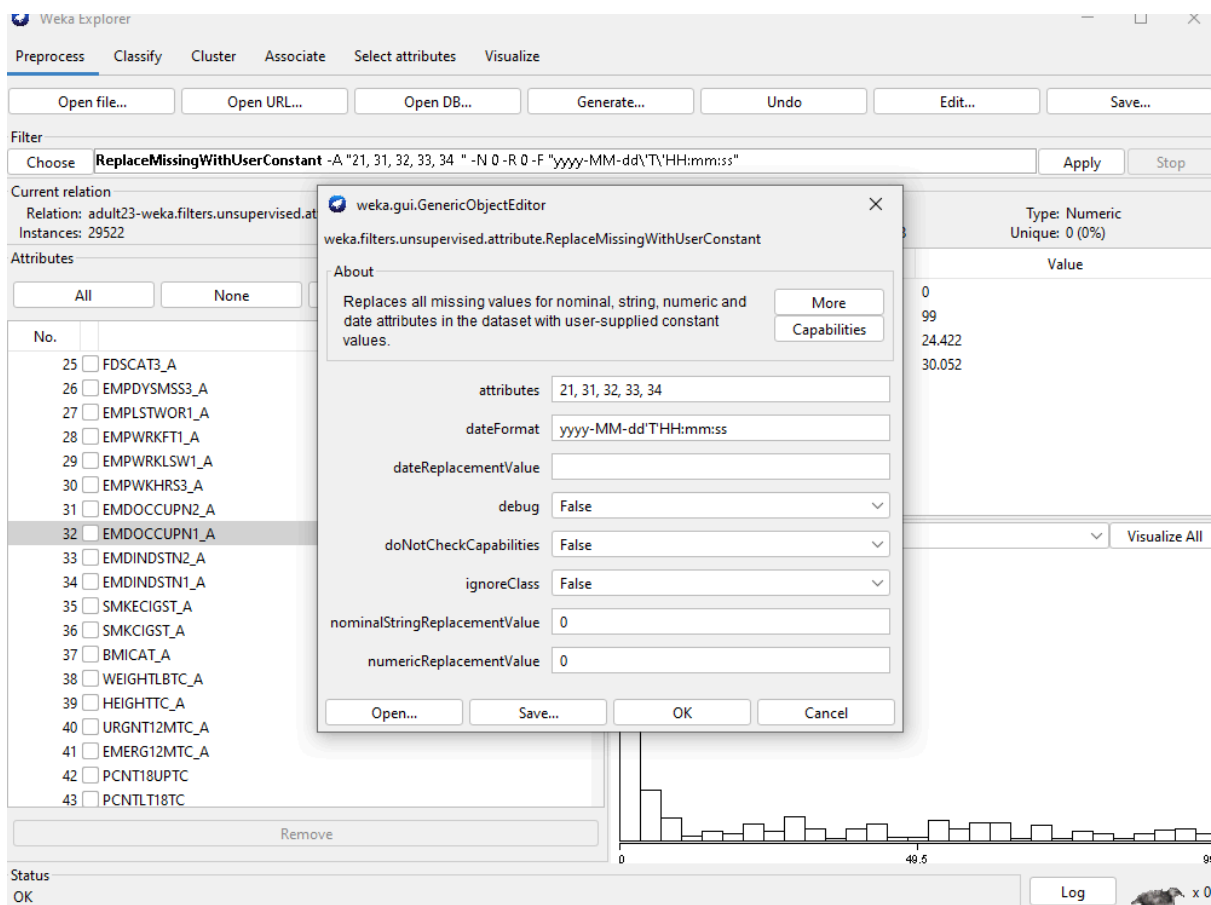 Weka Explorer
Preprocess Classify Cluster Associate Select attributes Visualize
Open file... Open URL... Open DB... Generate... Undo Edit... Save...
Filter
Choose ReplaceMissingWithUserConstant -A "21, 31, 32, 33, 34 " -N 0 -R 0 -F "yyyy-MM-dd\'T\'HH:mm:ss" Apply Stop
Current relation
Relation: adult23-weka.filters.unsupervised.at
Instances: 29522
Type: Numeric
Unique: 0 (0%)
Attributes
All None
No.
25 FDSCAT3_A
26 EMPDYSMSS3_A
27 EMPLSTWOR1_A
28 EMPWRKFT1_A
29 EMPWRKLSW1_A
30 EMPWKHRS3_A
31 EMDOCCUPN2_A
32 EMDOCCUPN1_A
33 EMDINDSTN2_A
34 EMDINDSTN1_A
35 SMKECIGST_A
36 SMKCIGST_A
37 BMICAT_A
38 WEIGHTLBTC_A
39 HEIGHTTC_A
40 URGNT12MTC_A
41 EMERG12MTC_A
42 PCNT18UPTC
43 PCNTLT18TC
Remove
weka.gui.GenericObjectEditor
weka.filters.unsupervised.attribute.ReplaceMissingWithUserConstant
About
Replaces all missing values for nominal, string, numeric and
date attributes in the dataset with user-supplied constant
values.
More
Capabilities
attributes 21, 31, 32, 33, 34
dateFormat yyyy-MM-dd'T'HH:mm:ss
dateReplacementValue
debug False
doNotCheckCapabilities False
ignoreClass False
nominalStringReplacementValue 0
numericReplacementValue 0
Open... Save... OK Cancel
Value
0
99
24.422
30.052
Visualize All
0 49.5
Status
OK
Log x 0